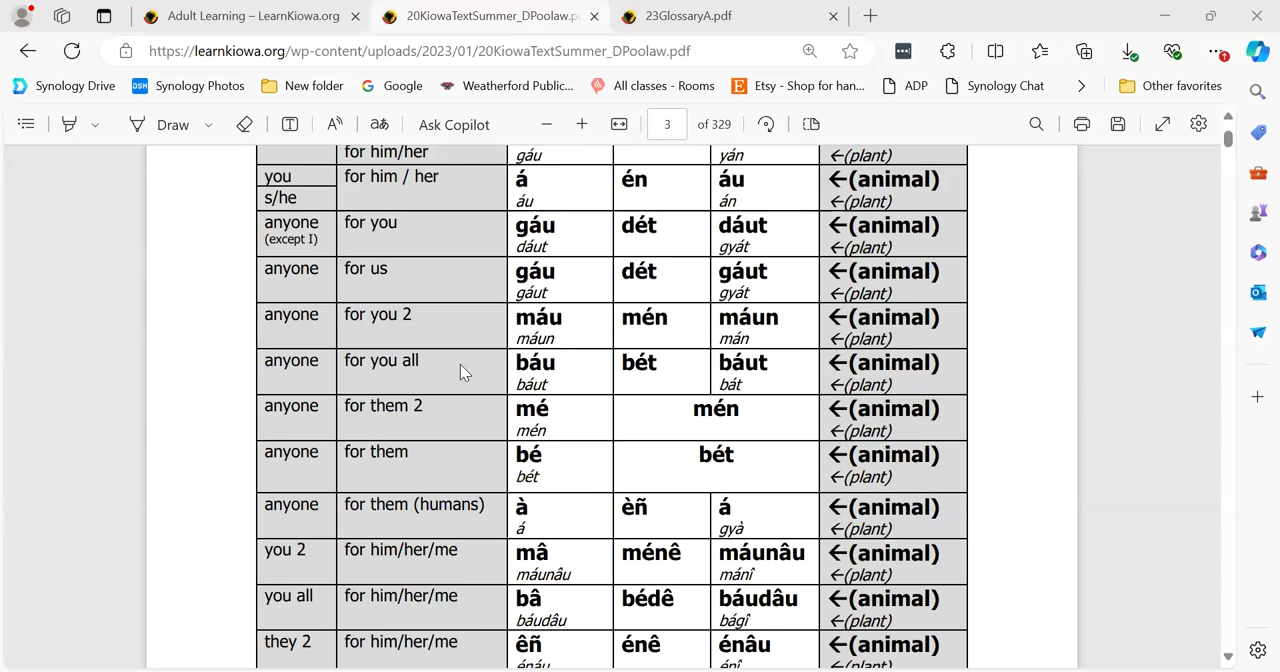 Adult Learning – LearnKiowa.org
20KiowaTextSummer_DPoolaw.p
23GlossaryA.pdf
https://learnkiowa.org/wp-content/uploads/2023/01/20KiowaTextSummer_DPoolaw.pdf
Synology Drive DSM Synology Photos New folder Google Weatherford Public... All classes - Rooms Etsy - Shop for han... ADP Synology Chat Other favorites
Draw aあ Ask Copilot 3 of 329
for him/her gáu yán ←(plant)
you for him / her á én áu ←(animal)
s/he áu án ←(plant)
anyone for you gáu dét dáut ←(animal)
(except I) dáut gyát ←(plant)
anyone for us gáu dét gáut ←(animal)
gáut gyát ←(plant)
anyone for you 2 máu mén máun ←(animal)
máun mán ←(plant)
anyone for you all báu bét báut ←(animal)
báut bát ←(plant)
anyone for them 2 mé mén ←(animal)
mén ←(plant)
anyone for them bé bét ←(animal)
bét ←(plant)
anyone for them (humans) à èñ á ←(animal)
á gyà ←(plant)
you 2 for him/her/me mâ ménê máunâu ←(animal)
máunâu mánî ←(plant)
you all for him/her/me bâ bédê báudâu ←(animal)
báudâu bágî ←(plant)
they 2 for him/her/me êñ énê énâu ←(animal)
énáu énî ←(plant)